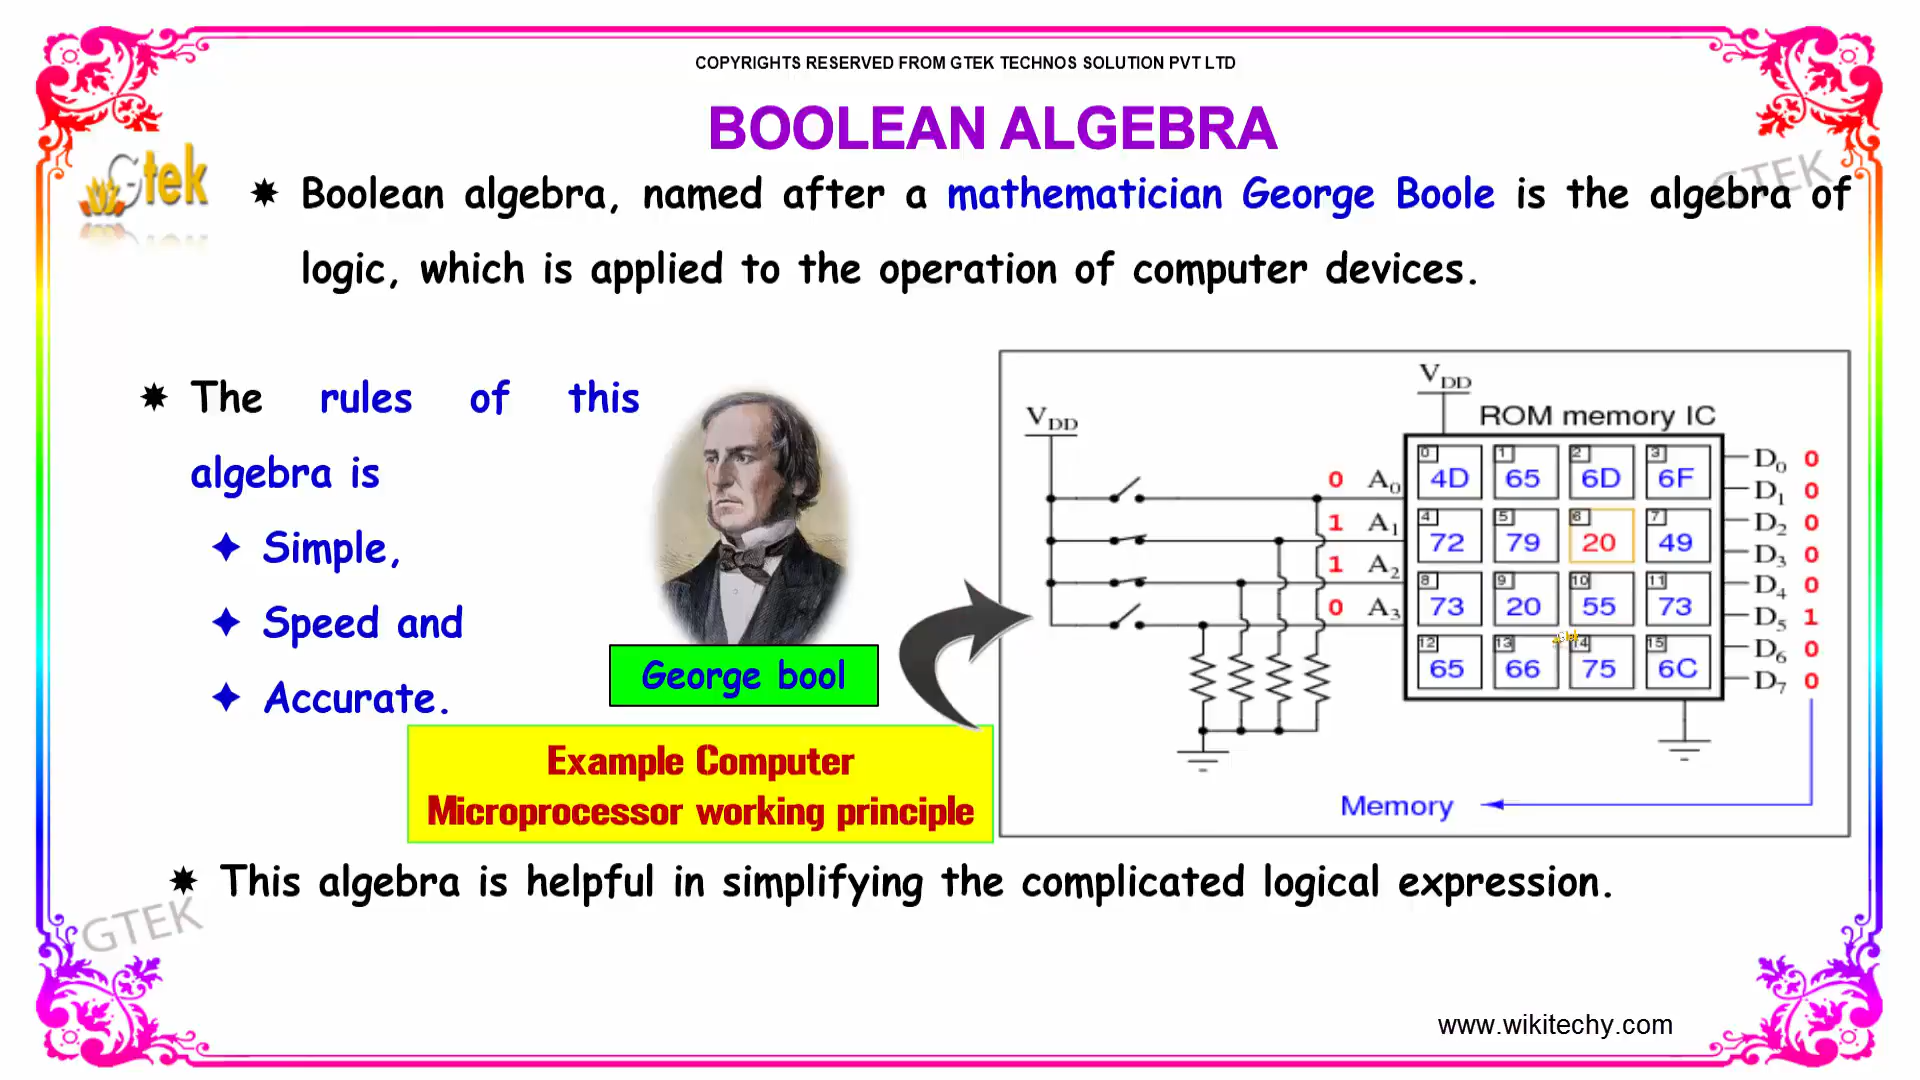 COPYRIGHTS RESERVED FROM GTEK TECHNOS SOLUTION PVT LTD
BOOLEAN ALGEBRA
Gtek
GTEK
Boolean algebra, named after a mathematician George Boole is the algebra of
logic, which is applied to the operation of computer devices.
The rules of this
algebra is
Simple,
Speed and
Accurate.
George bool
Example Computer
Microprocessor working principle
VDD
VDD
ROM memory IC
0 A0
1 A1
1 A2
0 A3
0 4D 1 65 2 6D 3 6F
4 72 5 79 6 20 7 49
8 73 9 20 10 55 11 73
12 65 13 66 14 75 15 6C
D0 0
D1 0
D2 0
D3 0
D4 0
D5 1
D6 0
D7 0
Gtek
Memory
This algebra is helpful in simplifying the complicated logical expression.
GTEK
www.wikitechy.com